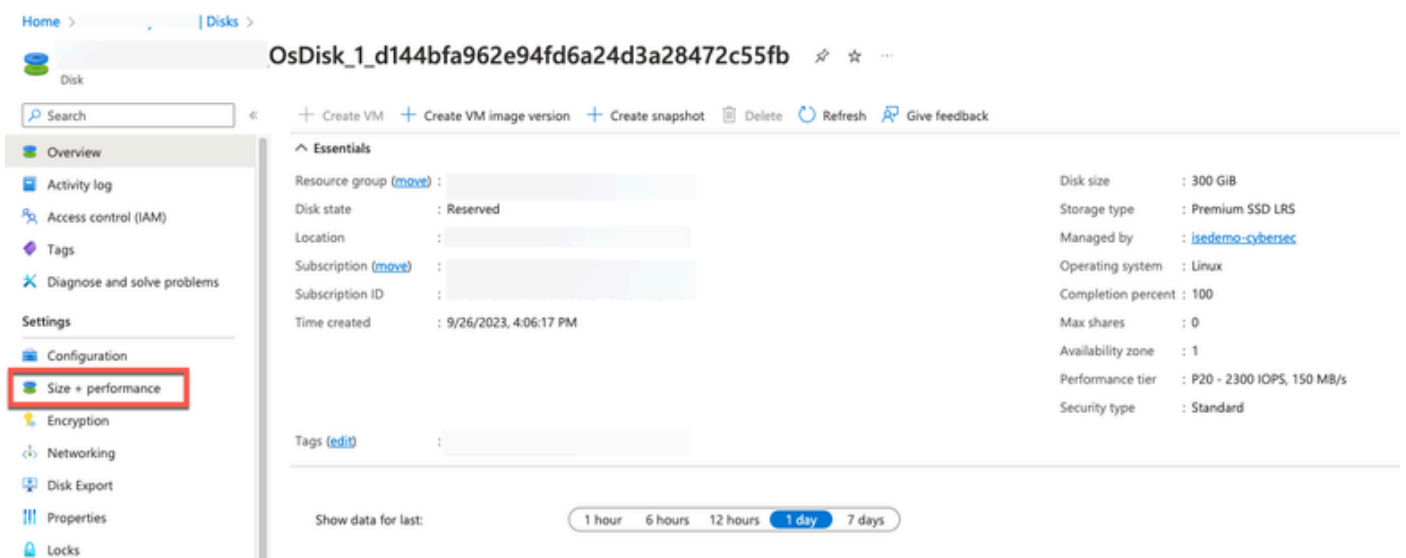 Home > | Disks >
OsDisk_1_d144bfa962e94fd6a24d3a28472c55fb
Disk
Search
Create VM Create VM image version Create snapshot Delete Refresh Give feedback
Overview
Activity log
Access control (IAM)
Tags
Diagnose and solve problems
Settings
Configuration
Size + performance
Encryption
Networking
Disk Export
Properties
Locks
Essentials
Resource group (move) :
Disk state : Reserved
Location :
Subscription (move) :
Subscription ID :
Time created : 9/26/2023, 4:06:17 PM
Tags (edit) :
Disk size : 300 GiB
Storage type : Premium SSD LRS
Managed by : isedemo-cybersec
Operating system : Linux
Completion percent : 100
Max shares : 0
Availability zone : 1
Performance tier : P20 - 2300 IOPS, 150 MB/s
Security type : Standard
Show data for last: 1 hour 6 hours 12 hours 1 day 7 days